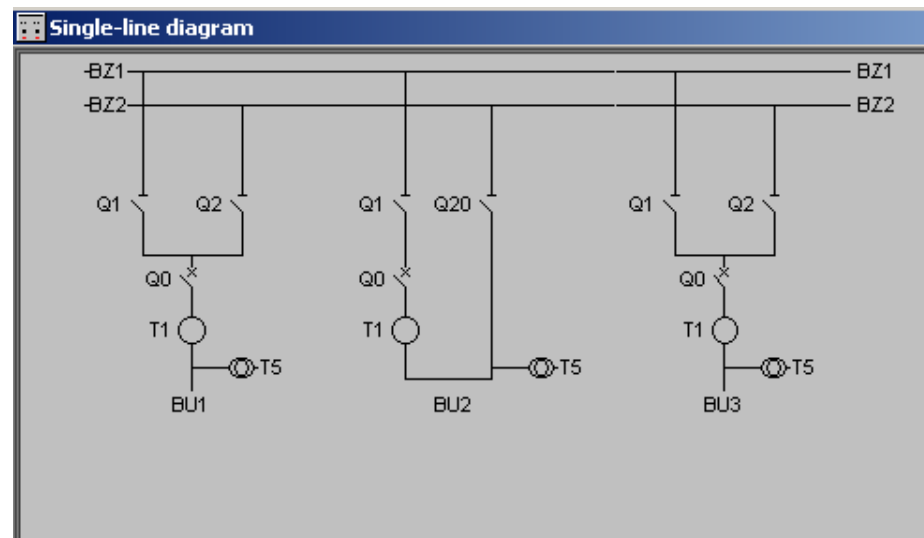 Single-line diagram
-BZ1 BZ1
-BZ2 BZ2
Q1 Q2 Q1 Q20 Q1 Q2
Q0 Q0 Q0
T1 T1 T1
T5 T5 T5
BU1 BU2 BU3